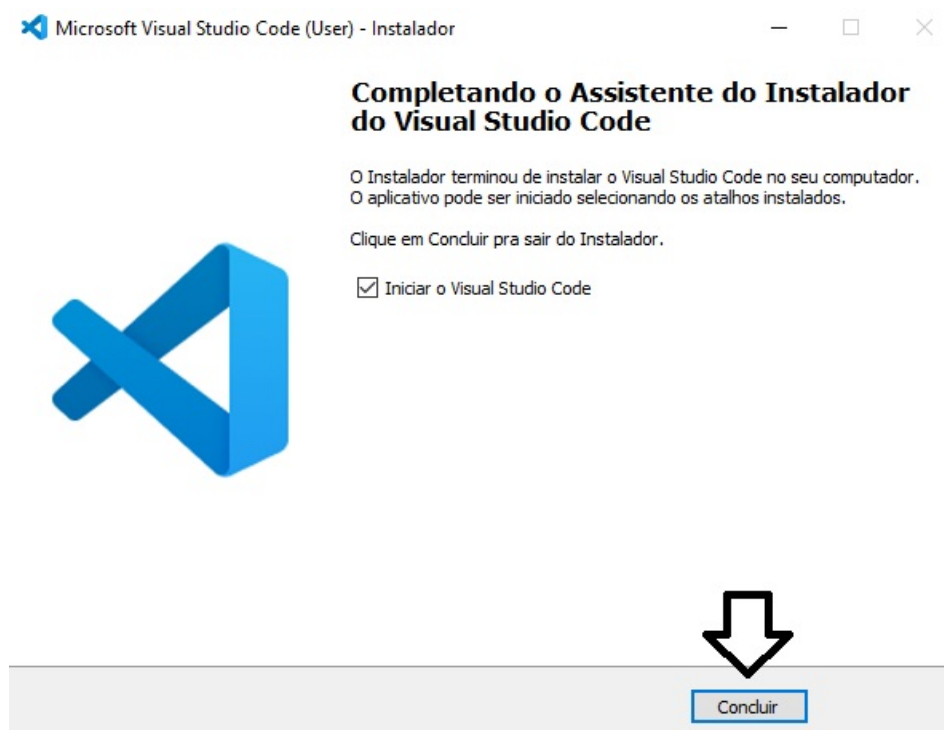 Microsoft Visual Studio Code (User) - Instalador
Completando o Assistente do Instalador
do Visual Studio Code
O Instalador terminou de instalar o Visual Studio Code no seu computador.
O aplicativo pode ser iniciado selecionando os atalhos instalados.
Clique em Concluir pra sair do Instalador.
Iniciar o Visual Studio Code
Concluir